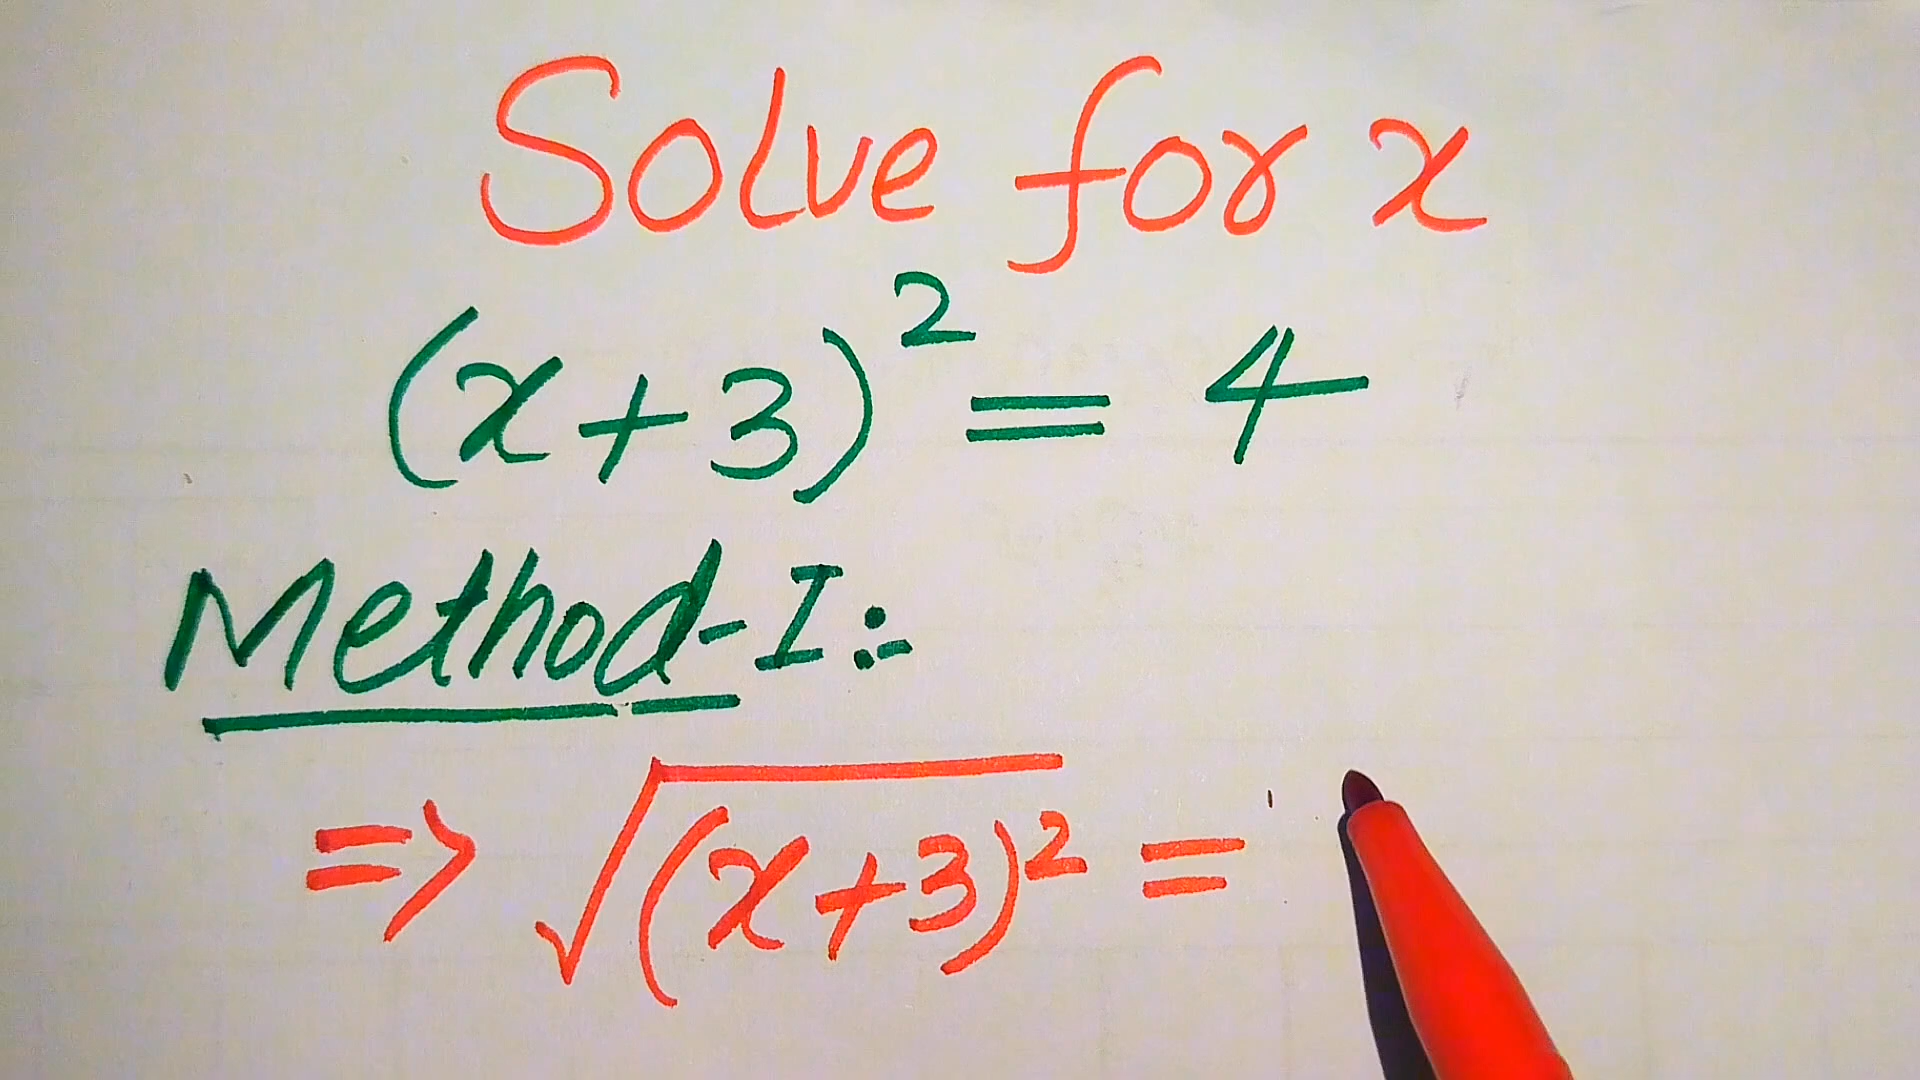 Solve for x
(x+3)² = 4
Method-I:-
=> √(x+3)² =